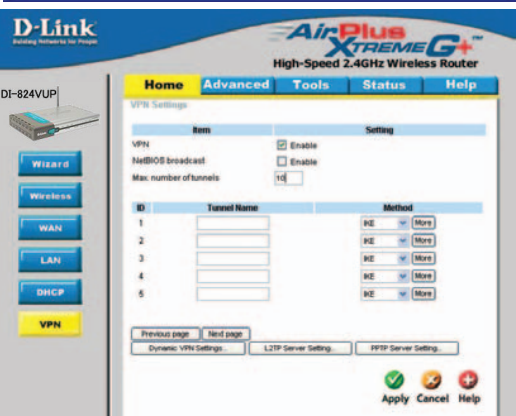 D-Link
Building Networks for People
AirPlus
XTREME G+™
High-Speed 2.4GHz Wireless Router
DI-824VUP
Home Advanced Tools Status Help
VPN Settings
Item Setting
VPN Enable
NetBIOS broadcast Enable
Max. number of tunnels 10
ID Tunnel Name Method
1 IKE More
2 IKE More
3 IKE More
4 IKE More
5 IKE More
Previous page Next page
Dynamic VPN Settings.. L2TP Server Setting.. PPTP Server Setting..
Apply Cancel Help
Wizard
Wireless
WAN
LAN
DHCP
VPN